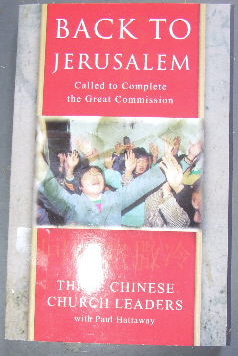 BACK TO
JERUSALEM
Called to Complete
the Great Commission
THREE CHINESE
CHURCH LEADERS
with Paul Hattaway